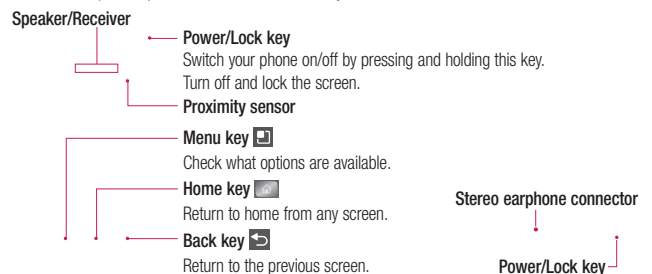 Speaker/Receiver
Power/Lock key
Switch your phone on/off by pressing and holding this key.
Turn off and lock the screen.
Proximity sensor
Menu key
Check what options are available.
Home key
Return to home from any screen.
Back key
Return to the previous screen.
Stereo earphone connector
Power/Lock key